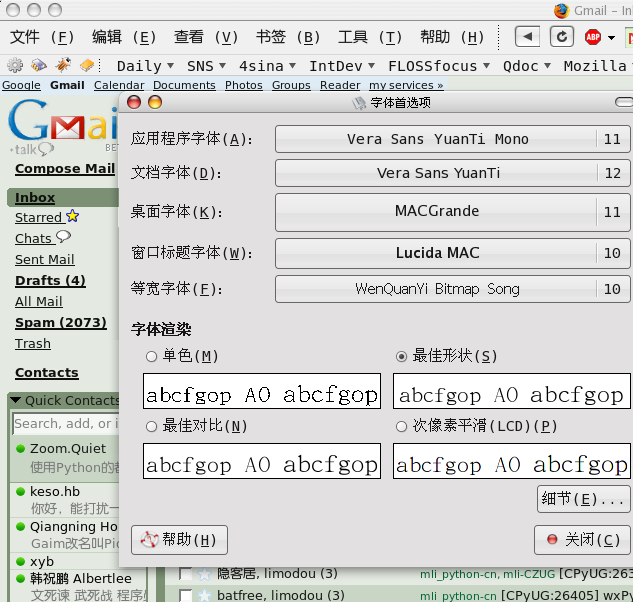 Gmail - In
文件 (F) 编辑 (E) 查看 (V) 书签 (B) 工具 (T) 帮助 (H) ABP
Daily SNS 4sina IntDev FLOSSfocus Qdoc Mozilla
Google Gmail Calendar Documents Photos Groups Reader my services »
字体首选项
Gmai
talk BE
Compose Mail
Inbox
Starred
Chats
Sent Mail
Drafts (4)
All Mail
Spam (2073)
Trash
Contacts
Quick Contacts
Search, add, or i
Zoom.Quiet
使用Python的
keso.hb
你好，能打扰一
Qiangning Ho
Gaim改名叫Pic
xyb
韩祝鹏 Albertlee
文死谏 武死战 程序
应用程序字体(A): Vera Sans YuanTi Mono 11
文档字体(D): Vera Sans YuanTi 12
桌面字体(K): MACGrande 11
窗口标题字体(W): Lucida MAC 10
等宽字体(F): WenQuanYi Bitmap Song 10
字体渲染
单色(M) 最佳形状(S)
abcfgop AO abcfgop abcfgop AO abcfgop
最佳对比(N) 次像素平滑(LCD)(P)
abcfgop AO abcfgop abcfgop AO abcfgop
细节(E)...
帮助(H) 关闭(C)
隐客居, limodou (3) mli_python-cn, mli-CZUG [CPyUG:263
batfree, limodou (3) mli_python-cn [CPyUG:26405] wxPy